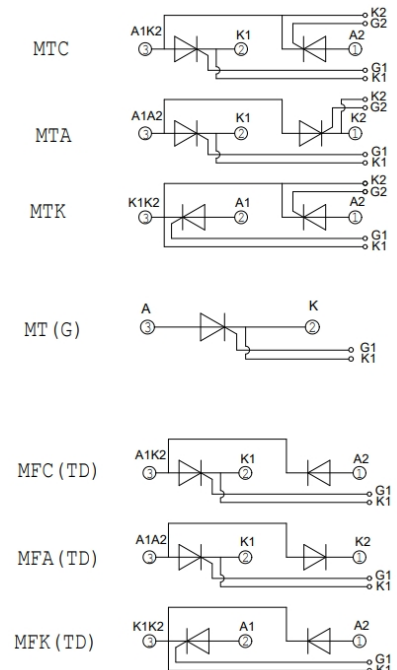 K2
G2
A1K2 K1 A2
MTC
3 2 1
G1
K1
K2
G2
A1A2 K1 K2
MTA
3 2 1
G1
K1
K2
G2
K1K2 A1 A2
MTK
3 2 1
G1
K1
A K
MT(G)
3 2
G1
K1
A1K2 K1 A2
MFC(TD)
3 2 1
G1
K1
A1A2 K1 K2
MFA(TD)
3 2 1
G1
K1
K1K2 A1 A2
MFK(TD)
3 2 1
G1
K1